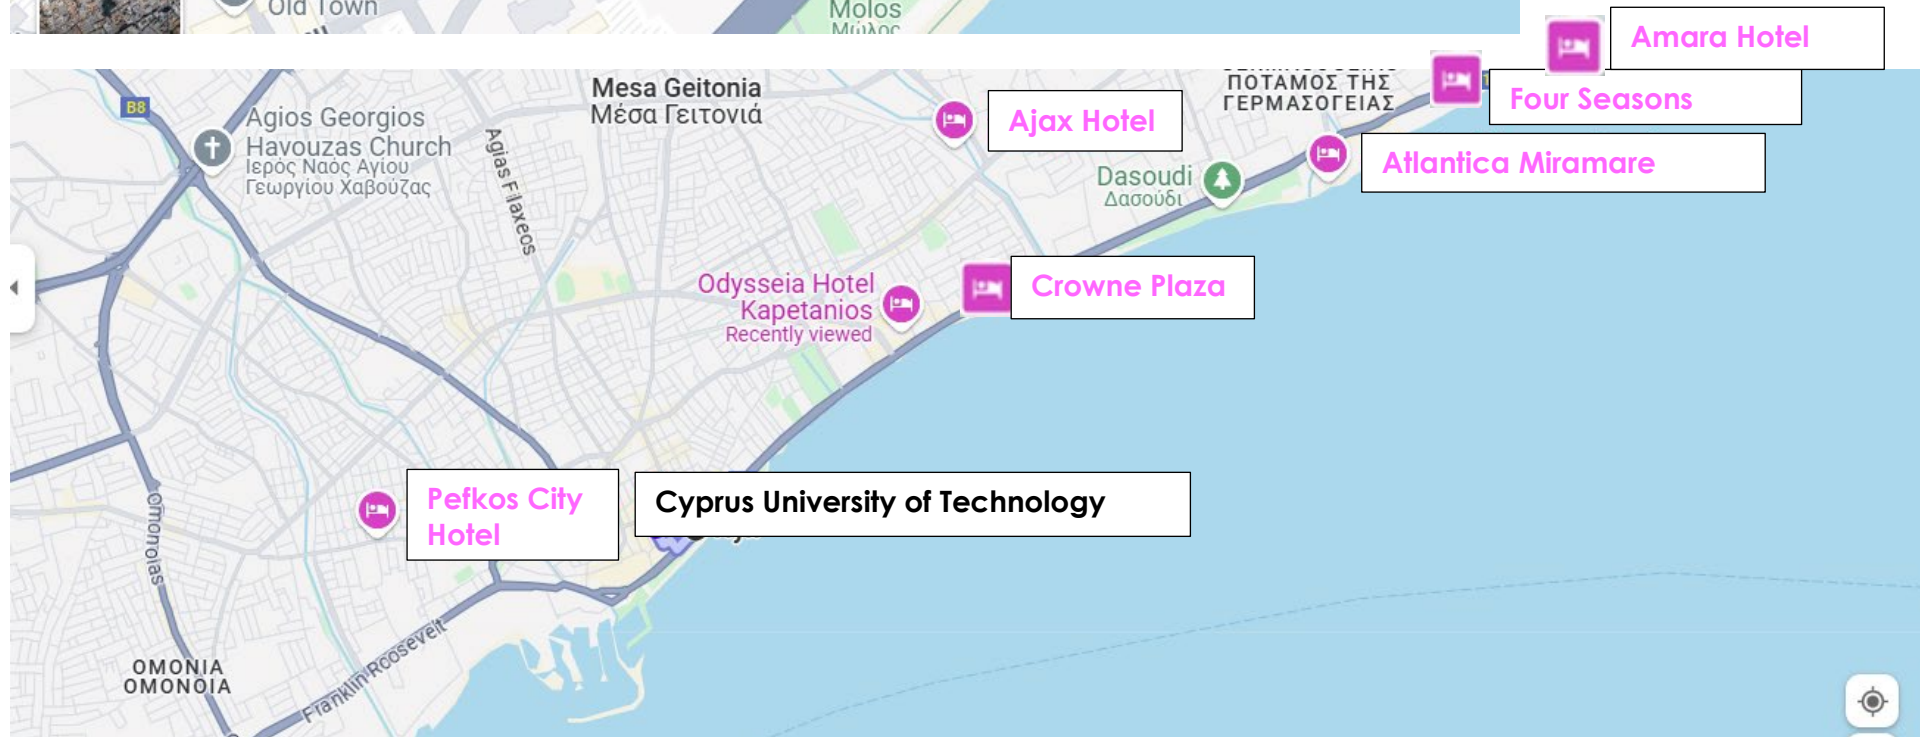 Old Town
Molos
Μώλος
Amara Hotel
ΠΟΤΑΜΟΣ ΤΗΣ
ΓΕΡΜΑΣΟΓΕΙΑΣ
Four Seasons
Mesa Geitonia
Μέσα Γειτονιά
B8
Agios Georgios
Havouzas Church
Ιερός Ναός Αγίου
Γεωργίου Χαβούζας
Agias Filaxeos
Ajax Hotel
Atlantica Miramare
Dasoudi
Δασούδι
Odysseia Hotel
Kapetanios
Recently viewed
Crowne Plaza
Pefkos City
Hotel
Cyprus University of Technology
Omonoias
Franklin Roosevelt
OMONIA
ΟΜΟΝΟΙΑ